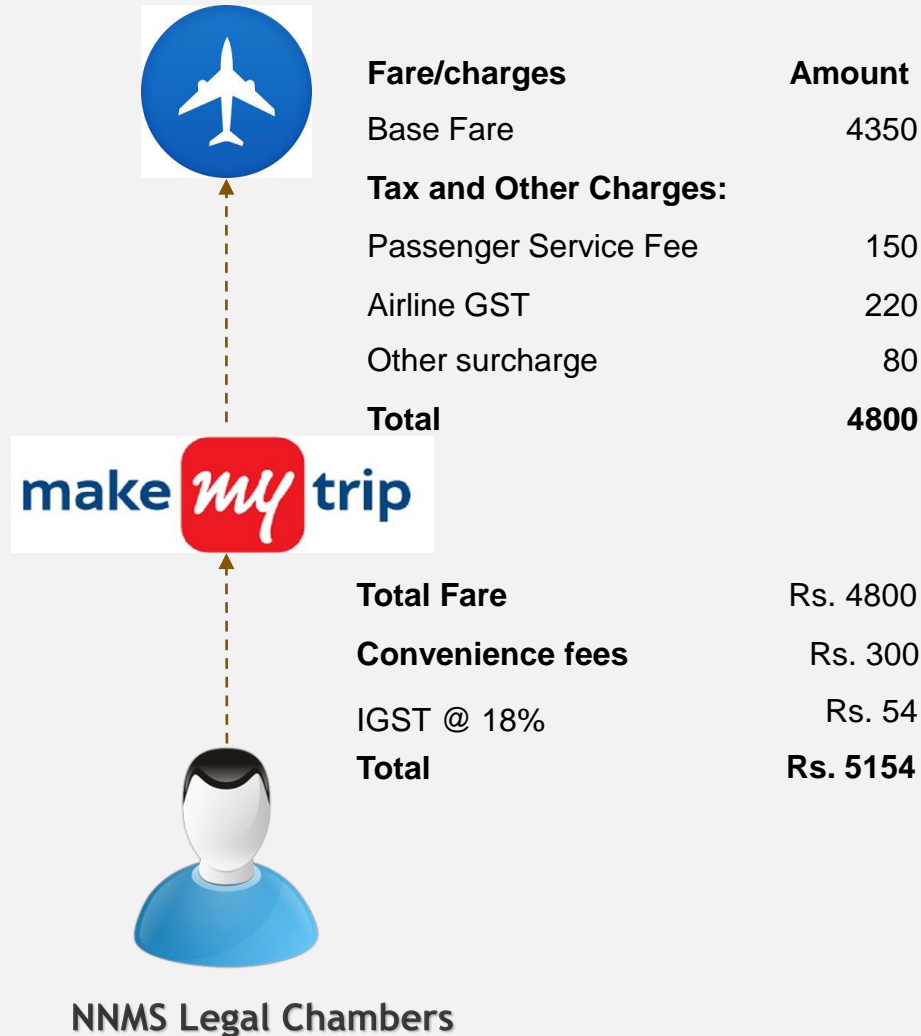 Fare/charges Amount
Base Fare 4350
Tax and Other Charges:
Passenger Service Fee 150
Airline GST 220
Other surcharge 80
Total 4800
make my trip
Total Fare Rs. 4800
Convenience fees Rs. 300
IGST @ 18% Rs. 54
Total Rs. 5154
NNMS Legal Chambers